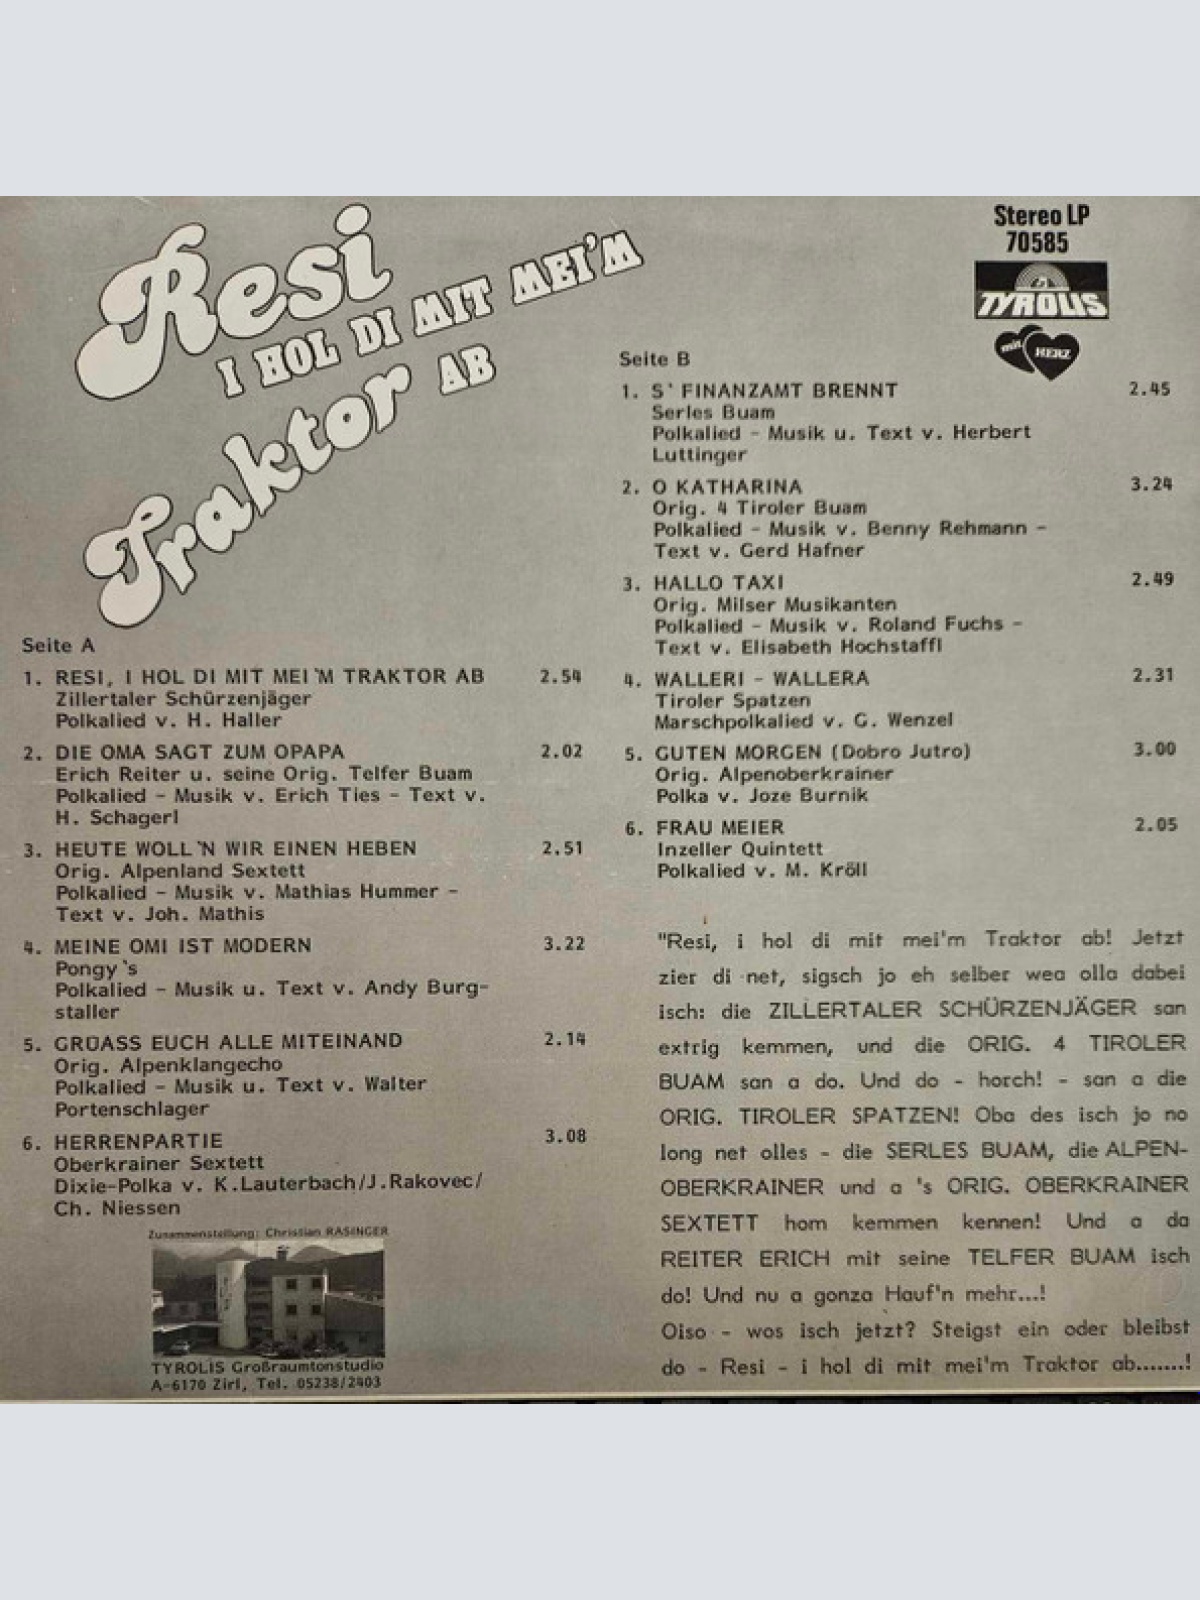 Resi
I HOL DI MIT MEI'M
Traktor AB
Stereo LP
70585
TYROLIS
mit HERZ
Seite A
1. RESI, I HOL DI MIT MEI`M TRAKTOR AB 2.54
Zillertaler Schürzenjäger
Polkalied v. H. Haller
2. DIE OMA SAGT ZUM OPAPA 2.02
Erich Reiter u. seine Orig. Telfer Buam
Polkalied - Musik v. Erich Ties - Text v.
H. Schagerl
3. HEUTE WOLL`N WIR EINEN HEBEN 2.51
Orig. Alpenland Sextett
Polkalied - Musik v. Mathias Hummer -
Text v. Joh. Mathis
4. MEINE OMI IST MODERN 3.22
Pongy`s
Polkalied - Musik u. Text v. Andy Burg-
staller
5. GRÜASS EUCH ALLE MITEINAND 2.14
Orig. Alpenklangecho
Polkalied - Musik u. Text v. Walter
Portenschlager
6. HERRENPARTIE 3.08
Oberkrainer Sextett
Dixie-Polka v. K.Lauterbach/J.Rakovec/
Ch. Niessen
Zusammenstellung: Christian RASINGER
TYROLIS Großraumtonstudio
A-6170 Zirl, Tel. 05238/2403
Seite B
1. S` FINANZAMT BRENNT 2.45
Serles Buam
Polkalied - Musik u. Text v. Herbert
Luttinger
2. O KATHARINA 3.24
Orig. 4 Tiroler Buam
Polkalied - Musik v. Benny Rehmann -
Text v. Gerd Hafner
3. HALLO TAXI 2.49
Orig. Milser Musikanten
Polkalied - Musik v. Roland Fuchs -
Text v. Elisabeth Hochstaffl
4. WALLERI - WALLERA 2.31
Tiroler Spatzen
Marschpolkalied v. G. Wenzel
5. GUTEN MORGEN (Dobro Jutro) 3.00
Orig. Alpenoberkrainer
Polka v. Joze Burnik
6. FRAU MEIER 2.05
Inzeller Quintett
Polkalied v. M. Kröll
"Resi, i hol di mit mei'm Traktor ab! Jetzt
zier di net, sigsch jo eh selber wea olla dabei
isch: die ZILLERTALER SCHÜRZENJÄGER san
extrig kemmen, und die ORIG. 4 TIROLER
BUAM san a do. Und do - horch! - san a die
ORIG. TIROLER SPATZEN! Oba des isch jo no
long net olles - die SERLES BUAM, die ALPEN-
OBERKRAINER und a 's ORIG. OBERKRAINER
SEXTETT hom kemmen kennen! Und a da
REITER ERICH mit seine TELFER BUAM isch
do! Und nu a gonza Hauf'n mehr...!
Oiso - wos isch jetzt? Steigst ein oder bleibst
do - Resi - i hol di mit mei'm Traktor ab.......!